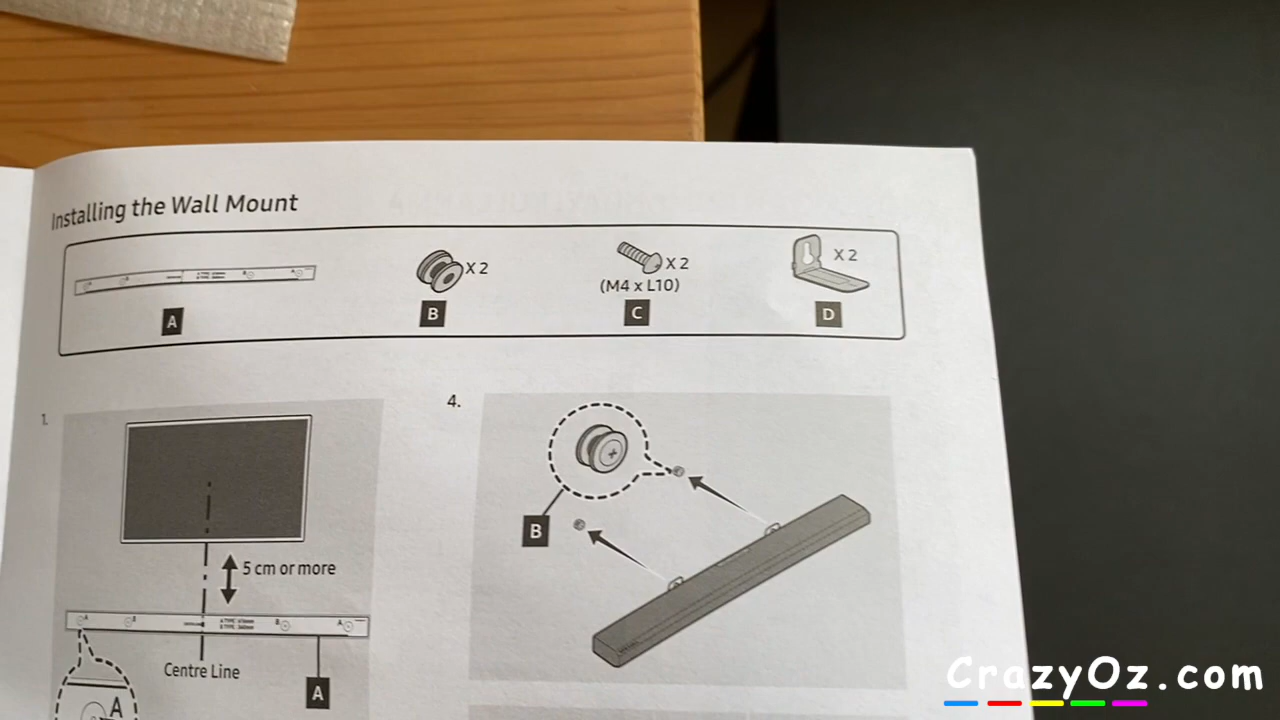 Installing the Wall Mount
X 2
X 2
(M4 x L10)
X 2
A
B
C
D
1.
5 cm or more
Centre Line
A
A
4.
B
CrazyOz.com